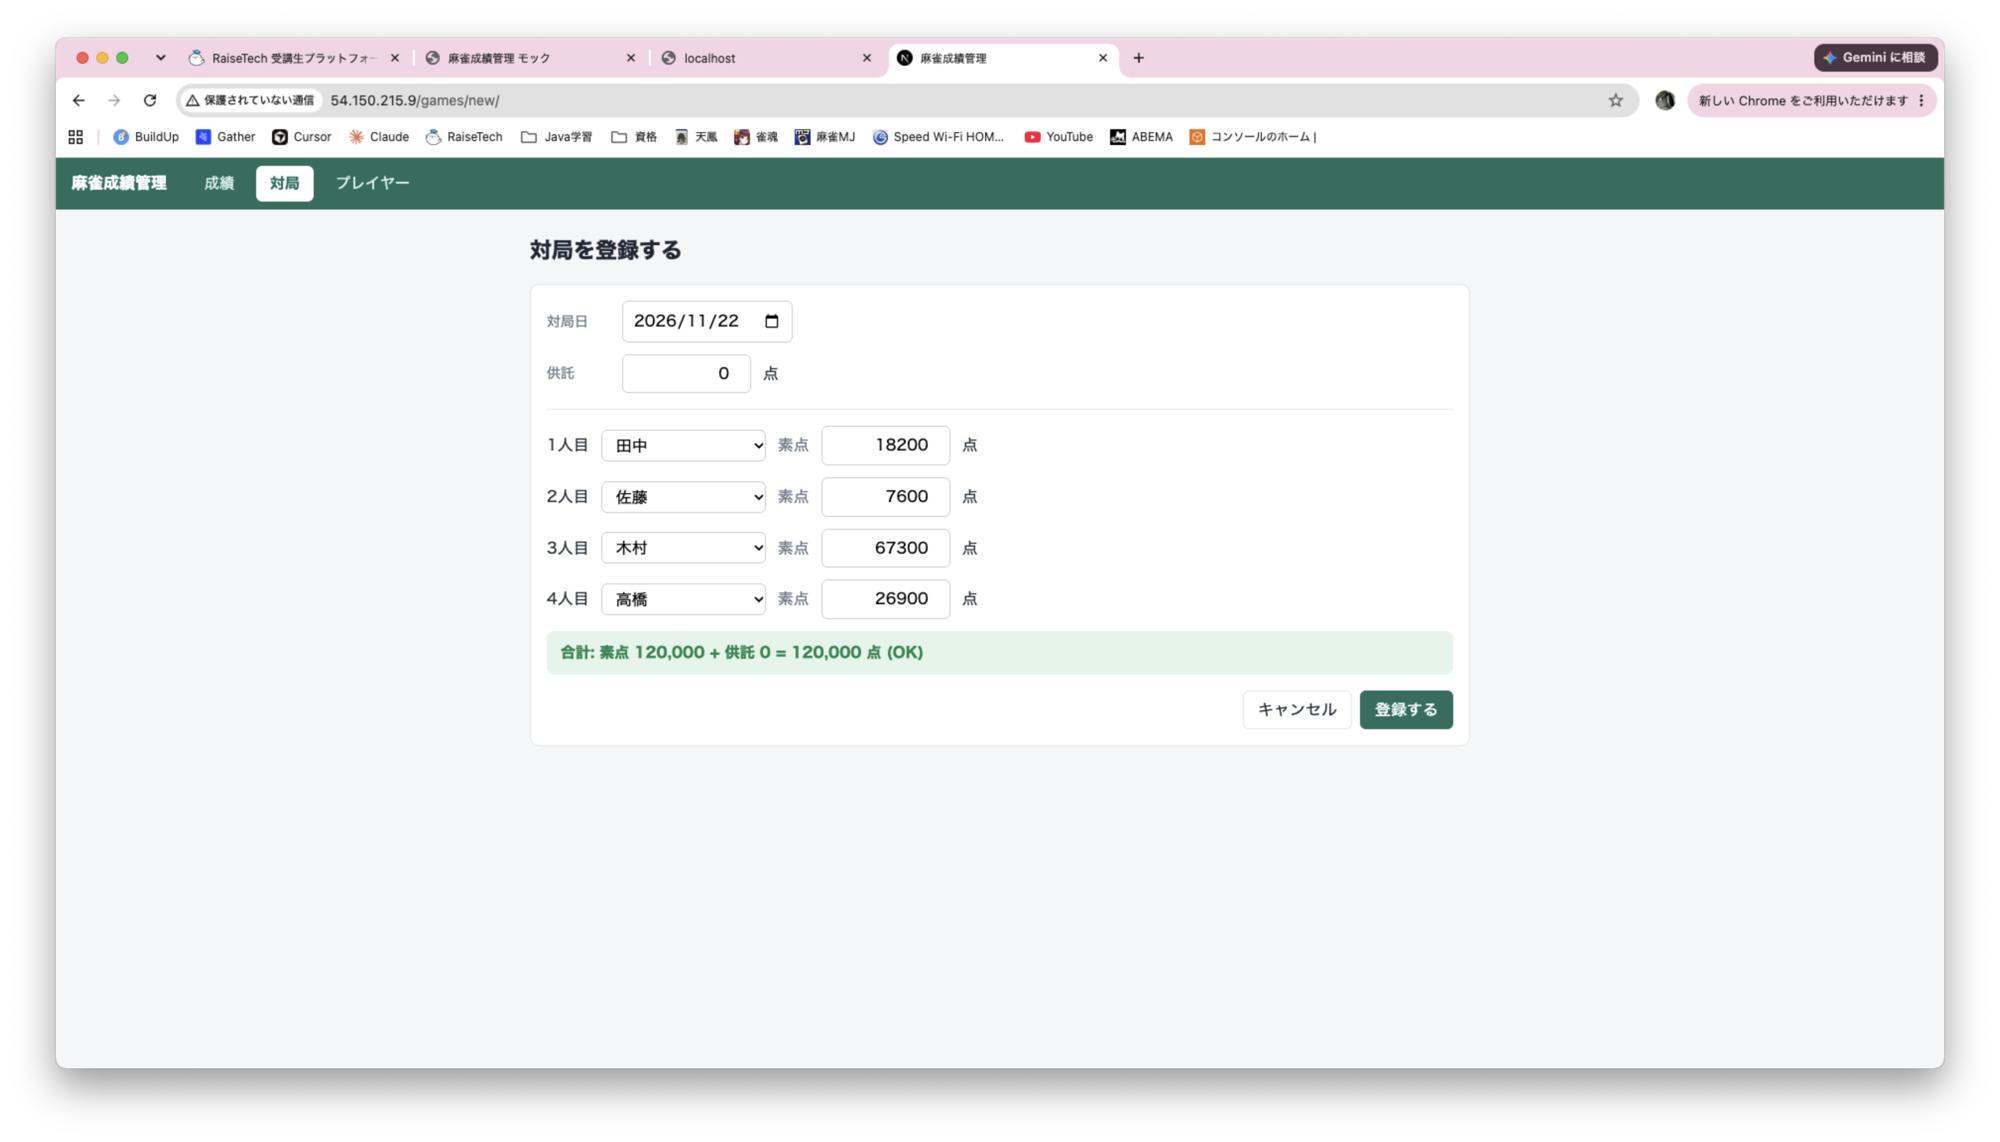 RaiseTech 受講生プラットフォー
麻雀成績管理 モック
localhost
麻雀成績管理
Gemini に相談
保護されていない通信 54.150.215.9/games/new/
新しい Chrome をご利用いただけます
BuildUp Gather Cursor Claude RaiseTech Java学習 資格 天鳳 雀魂 麻雀MJ Speed Wi-Fi HOM... YouTube ABEMA コンソールのホーム |
麻雀成績管理 成績 対局 プレイヤー
対局を登録する
対局日 2026/11/22
供託 0 点
1人目 田中 素点 18200 点
2人目 佐藤 素点 7600 点
3人目 木村 素点 67300 点
4人目 高橋 素点 26900 点
合計: 素点 120,000 + 供託 0 = 120,000 点 (OK)
キャンセル 登録する